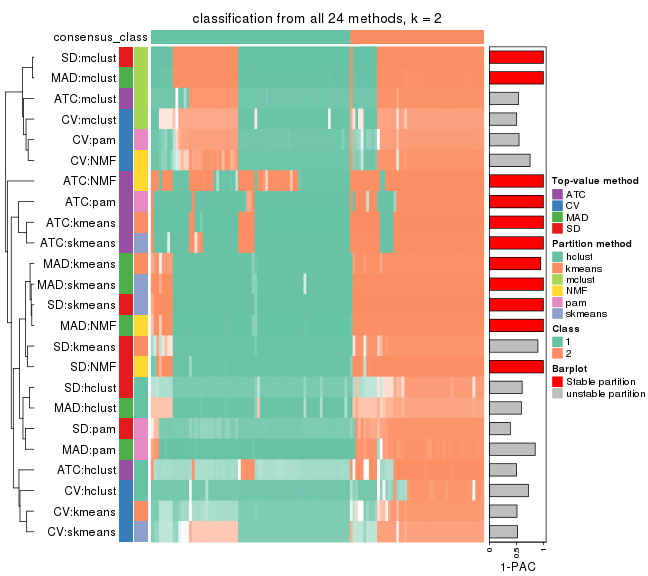 classification from all 24 methods, k = 2
consensus_class
SD:mclust
MAD:mclust
ATC:mclust
CV:mclust
CV:pam
CV:NMF
ATC:NMF
ATC:pam
ATC:kmeans
ATC:skmeans
MAD:kmeans
MAD:skmeans
SD:skmeans
MAD:NMF
SD:kmeans
SD:NMF
SD:hclust
MAD:hclust
SD:pam
MAD:pam
ATC:hclust
CV:hclust
CV:kmeans
CV:skmeans
0
0.5
1
1-PAC
Top-value method
ATC
CV
MAD
SD
Partition method
hclust
kmeans
mclust
NMF
pam
skmeans
Class
1
2
Barplot
Stable partition
unstable partition